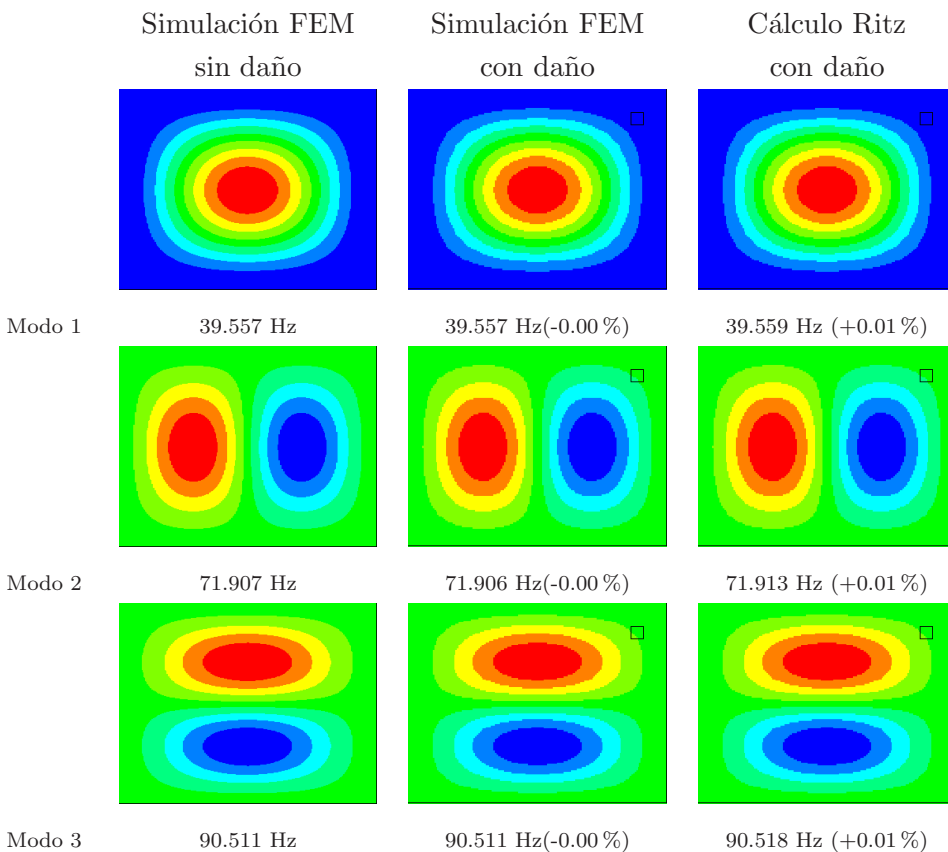 Simulación FEM Simulación FEM Cálculo Ritz
sin daño con daño con daño
Modo 1 39.557 Hz 39.557 Hz(-0.00 %) 39.559 Hz (+0.01 %)
Modo 2 71.907 Hz 71.906 Hz(-0.00 %) 71.913 Hz (+0.01 %)
Modo 3 90.511 Hz 90.511 Hz(-0.00 %) 90.518 Hz (+0.01 %)